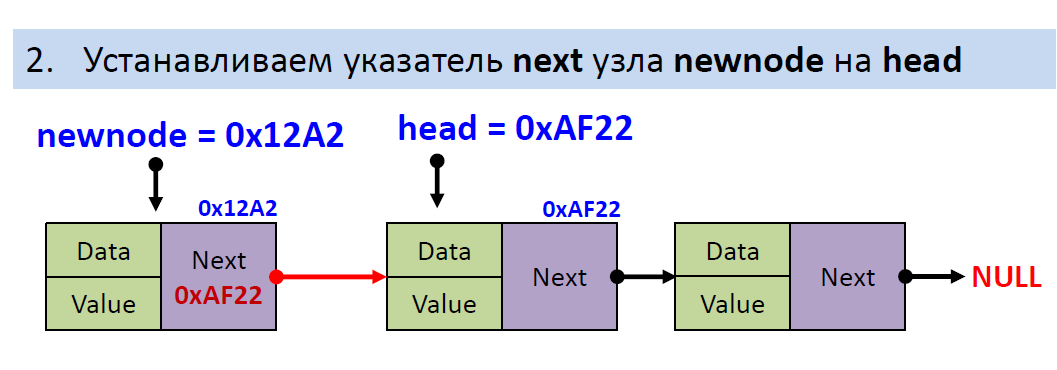 2. Устанавливаем указатель next узла newnode на head
newnode = 0x12A2
head = 0xAF22
0x12A2
0xAF22
Data
Value
Next
0xAF22
Data
Value
Next
Data
Value
Next
NULL